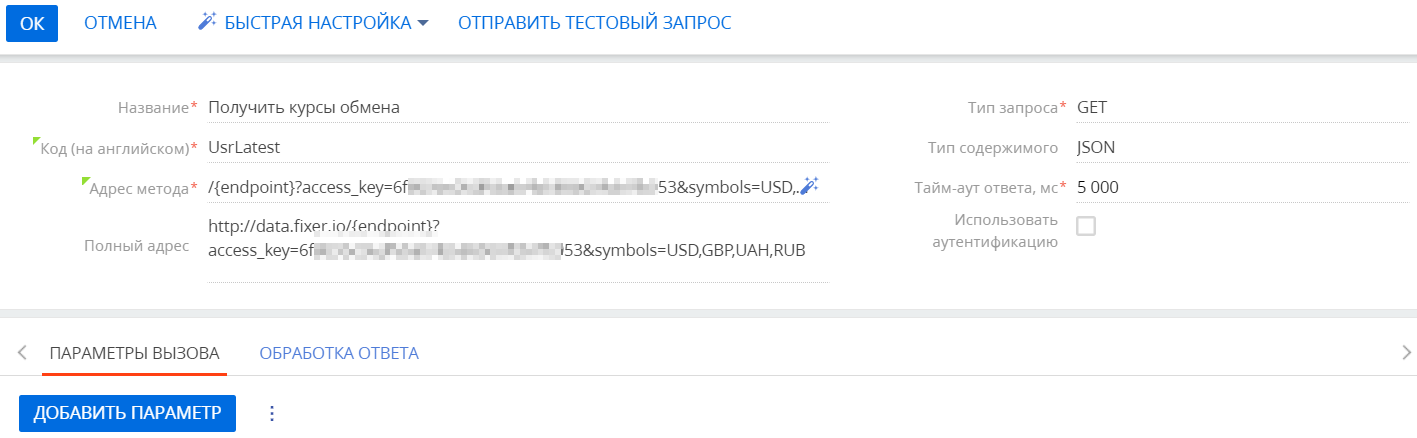 ОК ОТМЕНА БЫСТРАЯ НАСТРОЙКА ОТПРАВИТЬ ТЕСТОВЫЙ ЗАПРОС
Название* Получить курсы обмена
Тип запроса* GET
Код (на английском)* UsrLatest
Тип содержимого JSON
Адрес метода* /{endpoint}?access_key=6f 53&symbols=USD,.
Тайм-аут ответа, мс* 5 000
Полный адрес
http://data.fixer.io/{endpoint}?
access_key=6f 53&symbols=USD,GBP,UAH,RUB
Использовать
аутентификацию
ПАРАМЕТРЫ ВЫЗОВА ОБРАБОТКА ОТВЕТА
ДОБАВИТЬ ПАРАМЕТР